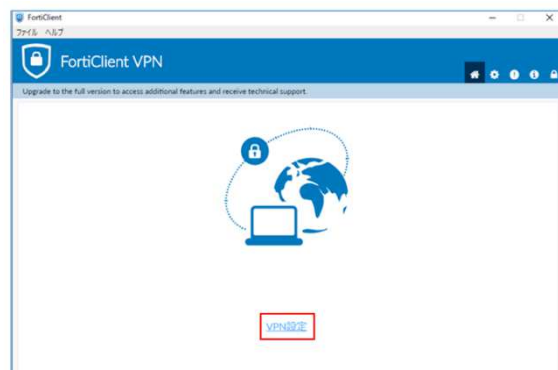 FortiClient
ファイル ヘルプ
FortiClient VPN
Upgrade to the full version to access additional features and receive technical support.
VPN設定